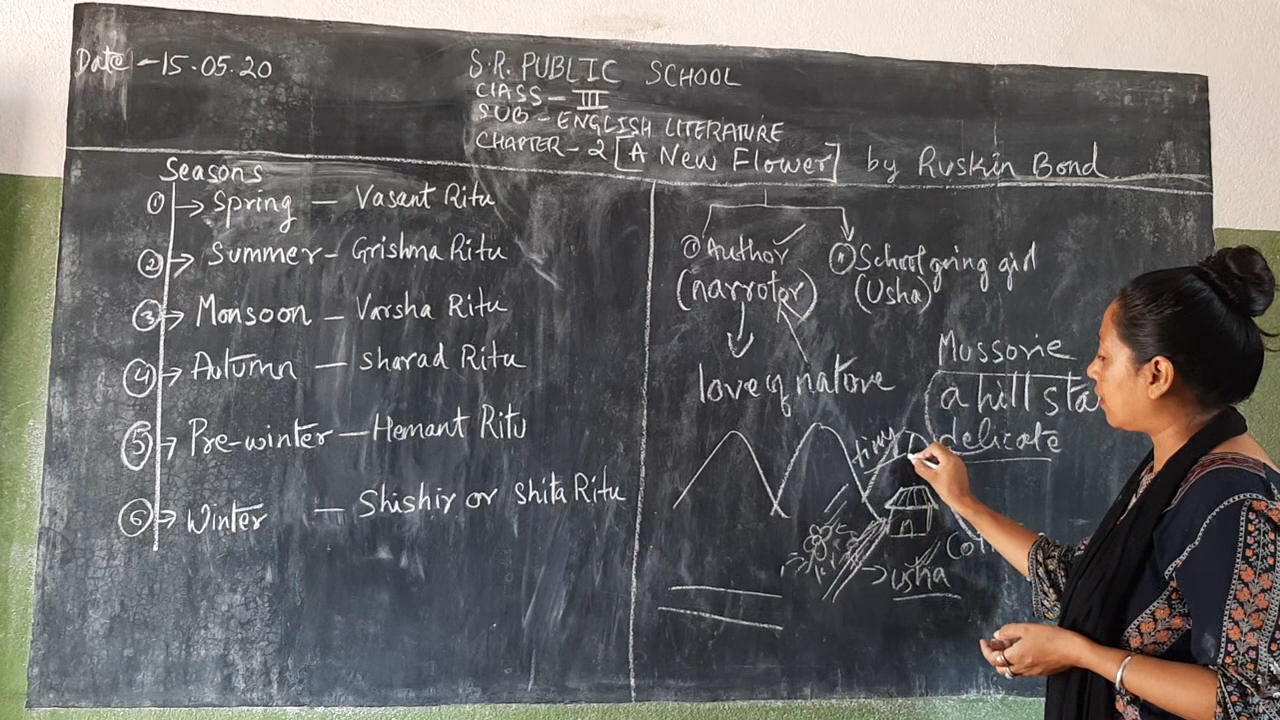 Date - 15.05.20
S.R. PUBLIC SCHOOL
CLASS - III
SUB - ENGLISH LITERATURE
CHAPTER - 2 [A New Flower] by Ruskin Bond
Seasons
① → Spring — Vasant Ritu
② → Summer - Grishma Ritu
③ → Monsoon — Varsha Ritu
④ → Autumn — Sharad Ritu
⑤ → Pre-winter — Hemant Ritu
⑥ → Winter — Shishir or Shita Ritu
① Author ✓
(narrotor)
love of nature
② School going girl
(Usha)
Mussorie
a hill sta
delicate
tiny
→ Usha